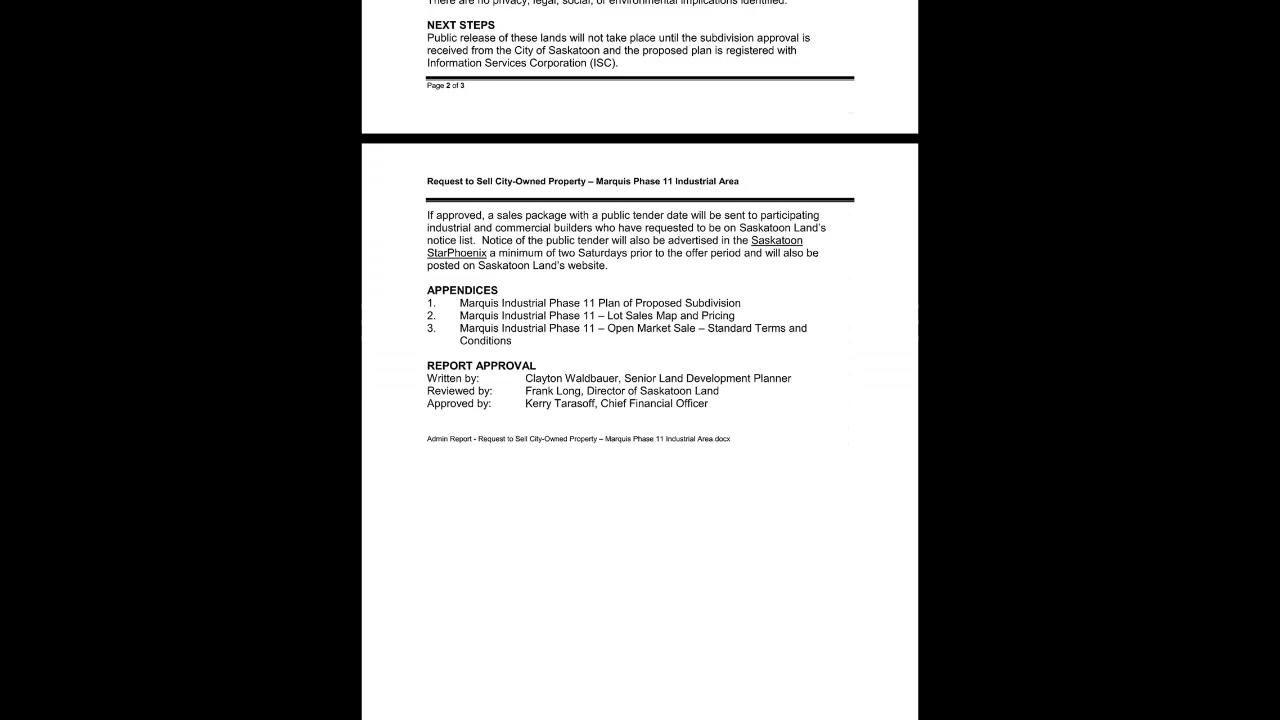 There are no privacy, legal, social, or environmental implications identified.
NEXT STEPS
Public release of these lands will not take place until the subdivision approval is
received from the City of Saskatoon and the proposed plan is registered with
Information Services Corporation (ISC).
Page 2 of 3
Request to Sell City-Owned Property – Marquis Phase 11 Industrial Area
If approved, a sales package with a public tender date will be sent to participating
industrial and commercial builders who have requested to be on Saskatoon Land's
notice list.  Notice of the public tender will also be advertised in the Saskatoon
StarPhoenix a minimum of two Saturdays prior to the offer period and will also be
posted on Saskatoon Land's website.
APPENDICES
1. Marquis Industrial Phase 11 Plan of Proposed Subdivision
2. Marquis Industrial Phase 11 – Lot Sales Map and Pricing
3. Marquis Industrial Phase 11 – Open Market Sale – Standard Terms and
Conditions
REPORT APPROVAL
Written by: Clayton Waldbauer, Senior Land Development Planner
Reviewed by: Frank Long, Director of Saskatoon Land
Approved by: Kerry Tarasoff, Chief Financial Officer
Admin Report - Request to Sell City-Owned Property – Marquis Phase 11 Industrial Area.docx